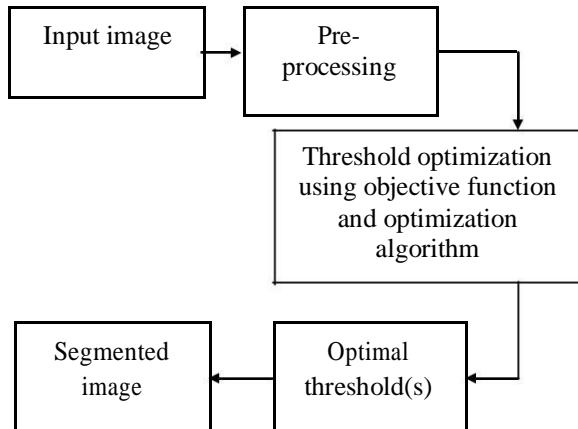 Input image
Pre-
processing
Threshold optimization
using objective function
and optimization
algorithm
Optimal
threshold(s)
Segmented
image